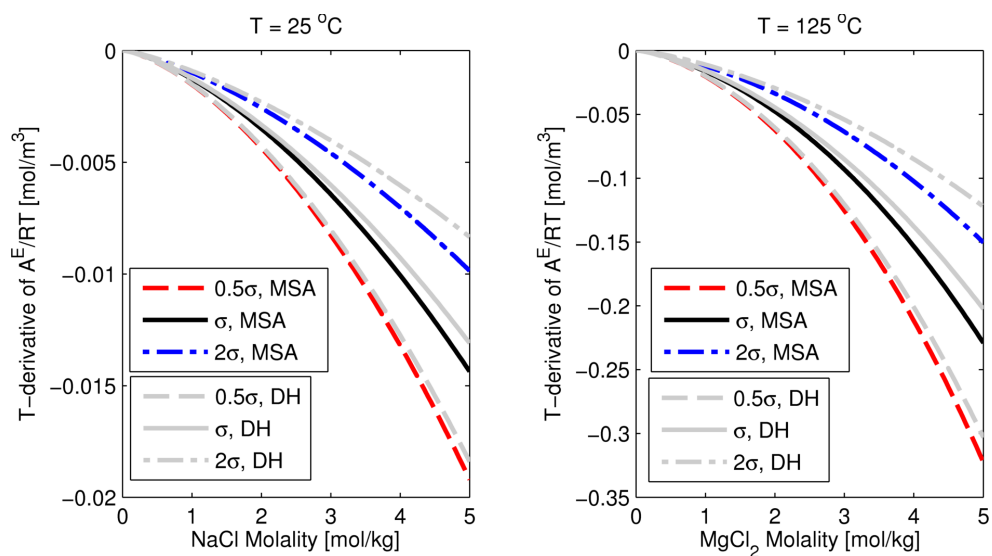 T = 25 °C
T-derivative of A^E/RT [mol/m³]
0
−0.005
−0.01
−0.015
−0.02
0.5σ, MSA
σ, MSA
2σ, MSA
0.5σ, DH
σ, DH
2σ, DH
0 1 2 3 4 5
NaCl Molality [mol/kg]
T = 125 °C
T-derivative of A^E/RT [mol/m³]
0
−0.05
−0.1
−0.15
−0.2
−0.25
−0.3
−0.35
0.5σ, MSA
σ, MSA
2σ, MSA
0.5σ, DH
σ, DH
2σ, DH
0 1 2 3 4 5
MgCl₂ Molality [mol/kg]